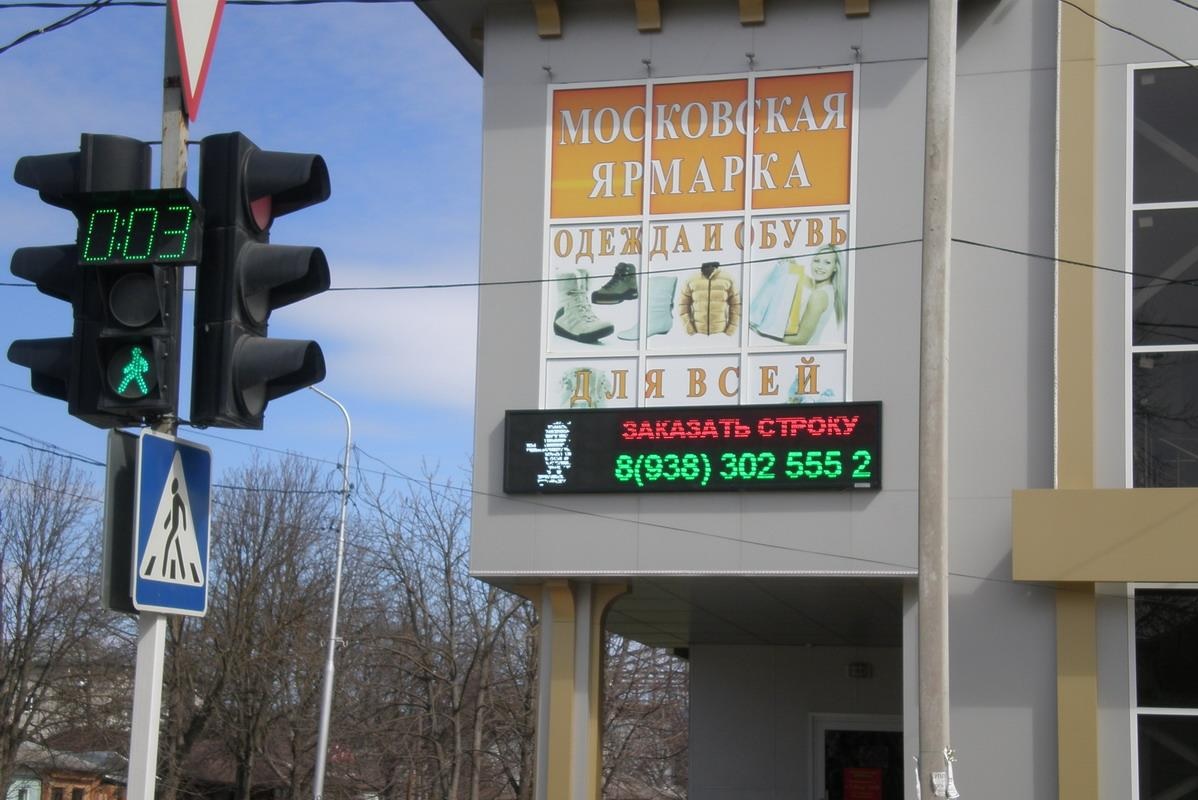 0:03
МОСКОВСКАЯ
ЯРМАРКА
ОДЕЖДА И ОБУВЬ
ДЛЯ ВСЕЙ
ЗАКАЗАТЬ СТРОКУ
8(938) 302 555 2